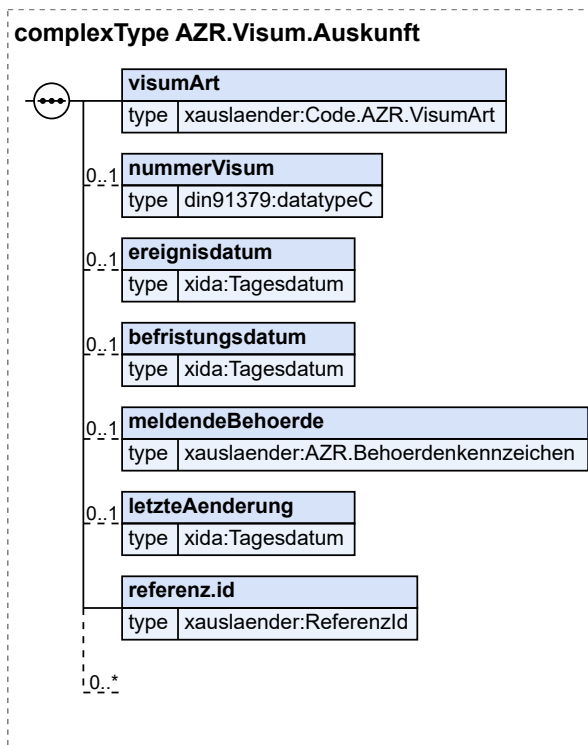 complexType AZR.Visum.Auskunft
visumArt
type xauslaender:Code.AZR.VisumArt
0..1 nummerVisum
type din91379:datatypeC
0..1 ereignisdatum
type xida:Tagesdatum
0..1 befristungsdatum
type xida:Tagesdatum
0..1 meldendeBehoerde
type xauslaender:AZR.Behoerdenkennzeichen
0..1 letzteAenderung
type xida:Tagesdatum
referenz.id
type xauslaender:ReferenzId
0..*